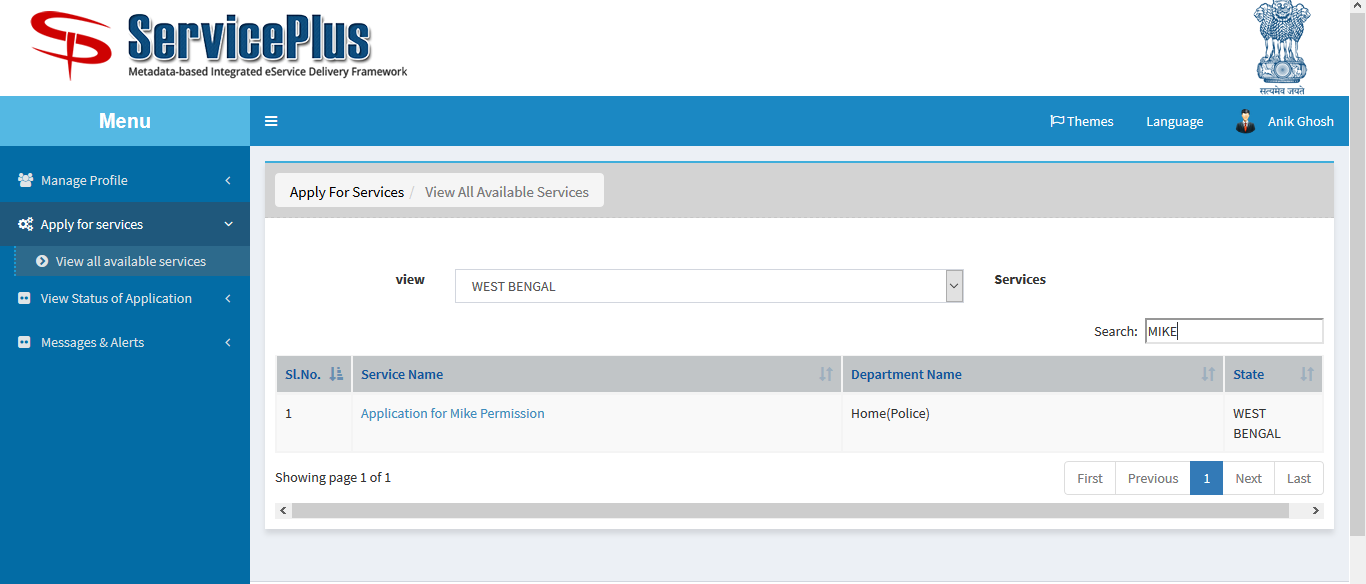 ServicePlus
Metadata-based Integrated eService Delivery Framework
सत्यमेव जयते
Menu
Themes
Language
Anik Ghosh
Manage Profile
Apply for services
View all available services
View Status of Application
Messages & Alerts
Apply For Services / View All Available Services
view
WEST BENGAL
Services
Search: MIKE
Sl.No. Service Name Department Name State
1 Application for Mike Permission Home(Police) WEST
BENGAL
Showing page 1 of 1
First Previous 1 Next Last